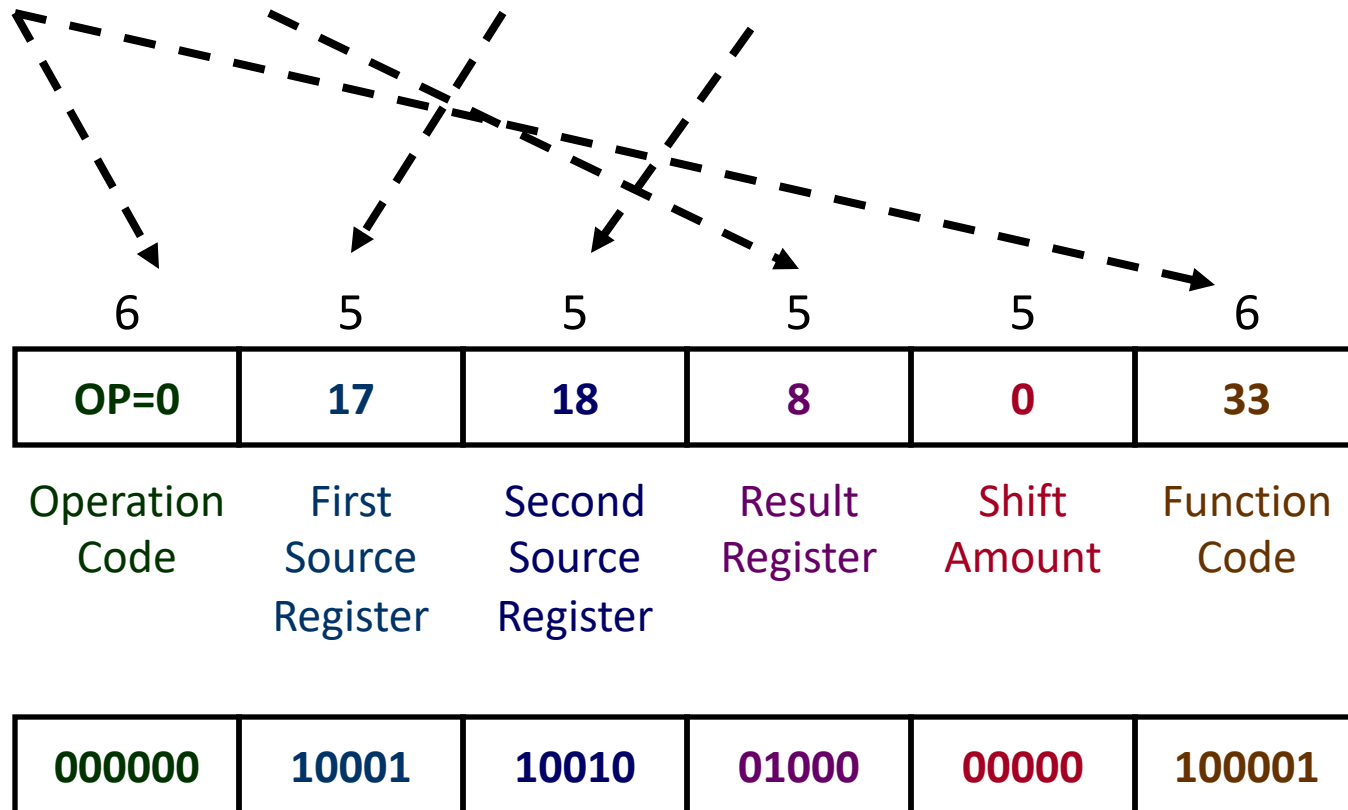 6 5 5 5 5 6
OP=0 17 18 8 0 33
Operation Code
First Source Register
Second Source Register
Result Register
Shift Amount
Function Code
000000 10001 10010 01000 00000 100001